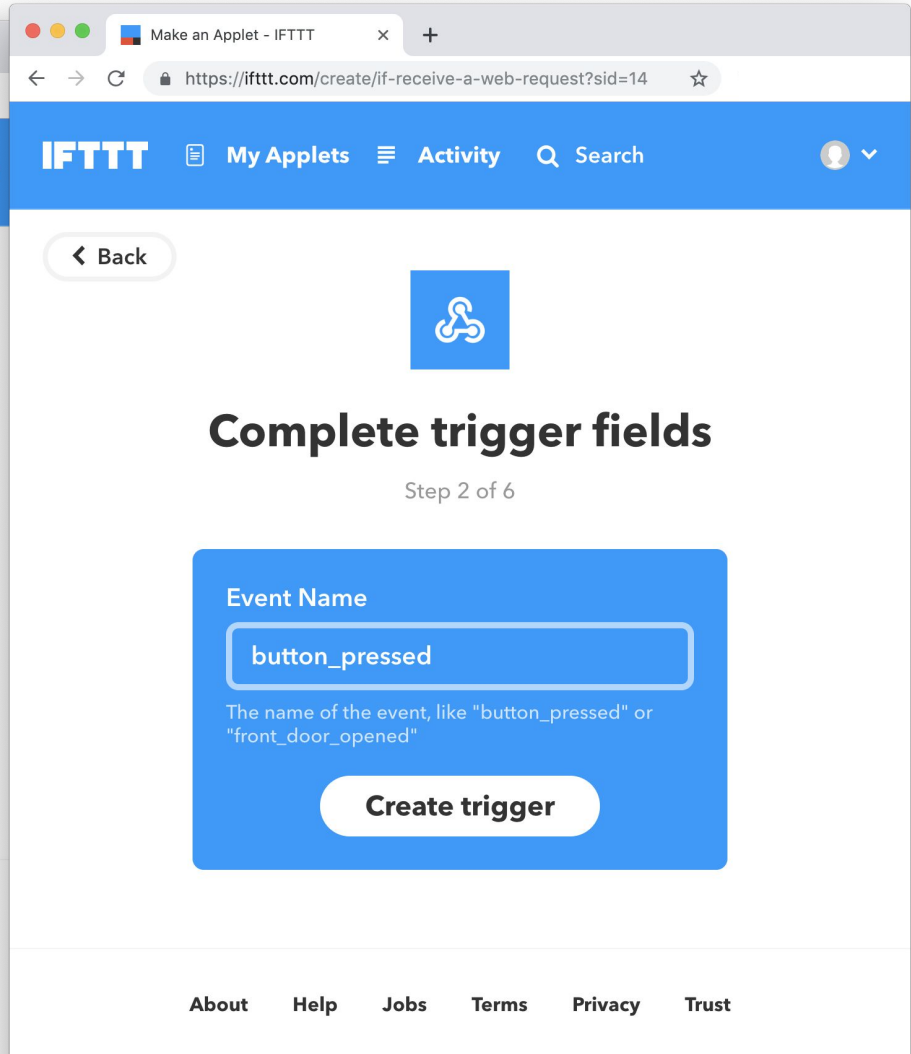 Make an Applet - IFTTT
https://ifttt.com/create/if-receive-a-web-request?sid=14
IFTTT My Applets Activity Search
Back
Complete trigger fields
Step 2 of 6
Event Name
button_pressed
The name of the event, like "button_pressed" or
"front_door_opened"
Create trigger
About Help Jobs Terms Privacy Trust